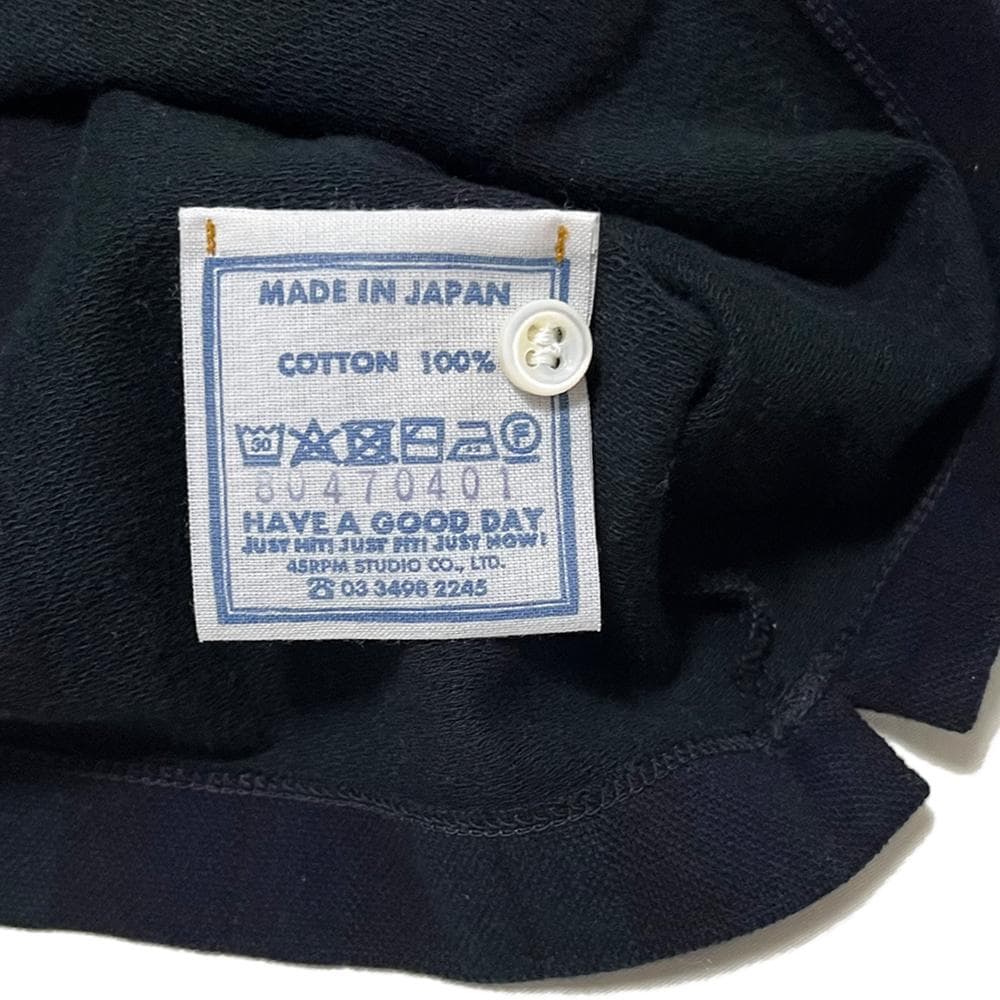 MADE IN JAPAN
COTTON 100%
30
F
80470401
HAVE A GOOD DAY
JUST HIT! JUST FIT! JUST NOW!
45RPM STUDIO CO., LTD.
☎ 03 3498 2245